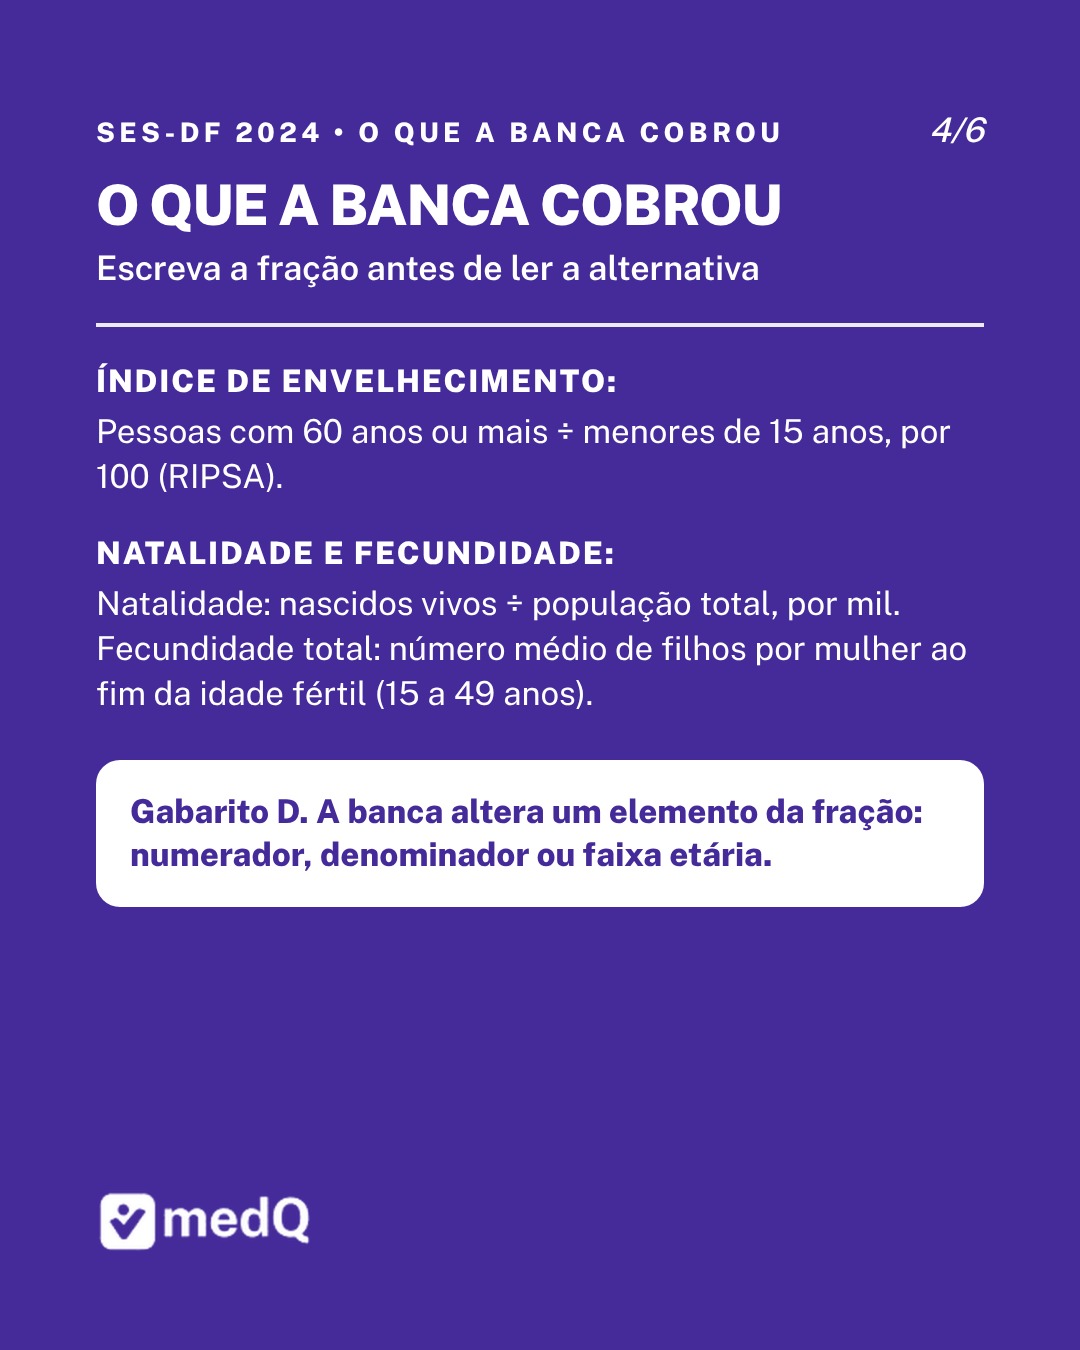 SES-DF 2024 • O QUE A BANCA COBROU
4/6
O QUE A BANCA COBROU
Escreva a fração antes de ler a alternativa
ÍNDICE DE ENVELHECIMENTO:
Pessoas com 60 anos ou mais ÷ menores de 15 anos, por
100 (RIPSA).
NATALIDADE E FECUNDIDADE:
Natalidade: nascidos vivos ÷ população total, por mil.
Fecundidade total: número médio de filhos por mulher ao
fim da idade fértil (15 a 49 anos).
Gabarito D. A banca altera um elemento da fração:
numerador, denominador ou faixa etária.
medQ